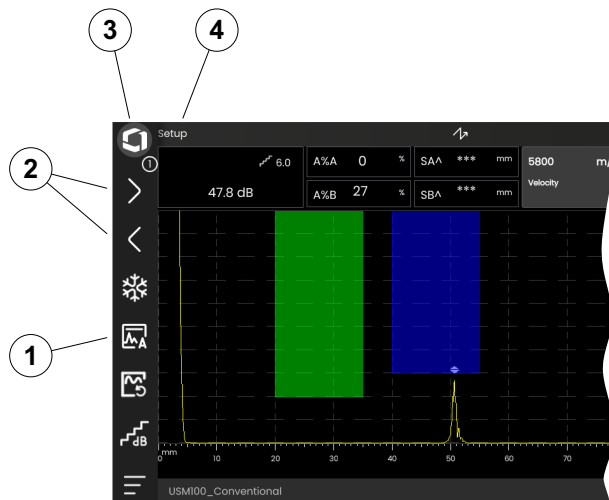 3
4
Setup
2
1
6.0
47.8 dB
A%A 0 %
A%B 27 %
SA^ *** mm
SB^ *** mm
5800 m/
Velocity
1
A
dB
0 mm 10 20 30 40 50 60 70
USM100_Conventional